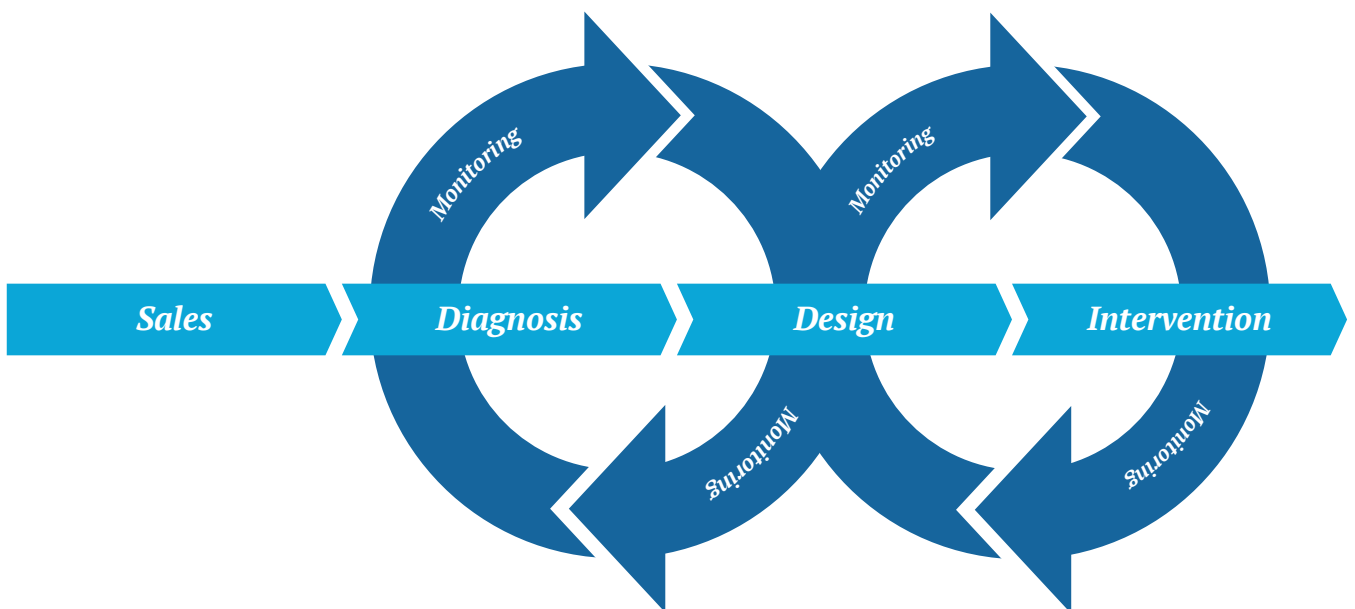 Monitoring
Monitoring
Sales
Diagnosis
Design
Intervention
Monitoring
Monitoring